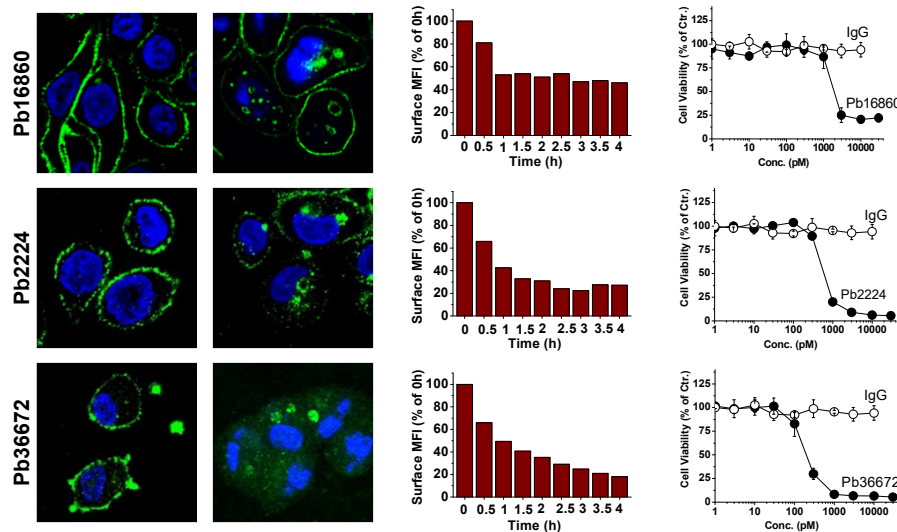 Pb16860
Surface MFI (% of 0h)
100
80
60
40
20
0
0 0.5 1 1.5 2 2.5 3 3.5 4
Time (h)
Cell Viability (% of Ctr.)
125
100
75
50
25
0
IgG
Pb16860
1 10 100 1000 10000
Conc. (pM)
Pb2224
Surface MFI (% of 0h)
100
80
60
40
20
0
0 0.5 1 1.5 2 2.5 3 3.5 4
Time (h)
Cell Viability (% of Ctr.)
125
100
75
50
25
0
IgG
Pb2224
1 10 100 1000 10000
Conc. (pM)
Pb36672
Surface MFI (% of 0h)
100
80
60
40
20
0
0 0.5 1 1.5 2 2.5 3 3.5 4
Time (h)
Cell Viability (% of Ctr.)
125
100
75
50
25
0
IgG
Pb36672
1 10 100 1000 10000
Conc. (pM)